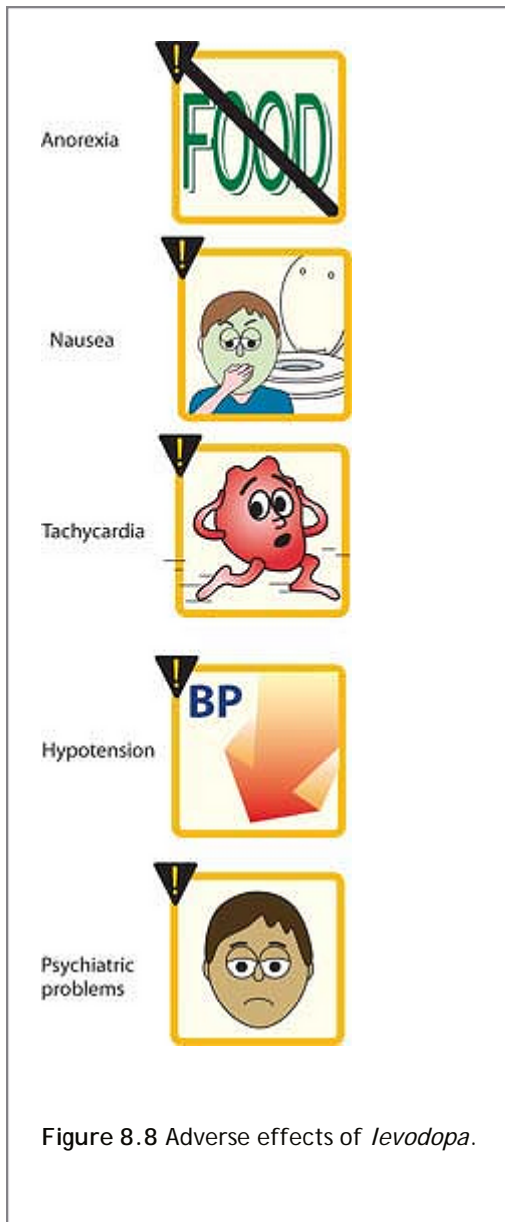 Anorexia
FOOD
Nausea
Tachycardia
BP
Hypotension
Psychiatric
problems
Figure 8.8 Adverse effects of levodopa.